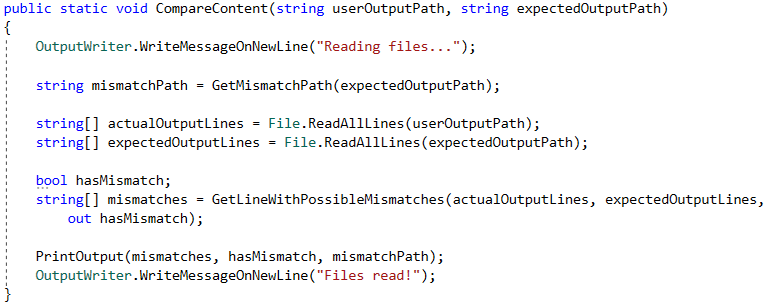 public static void CompareContent(string userOutputPath, string expectedOutputPath)
{
OutputWriter.WriteMessageOnNewLine("Reading files...");
string mismatchPath = GetMismatchPath(expectedOutputPath);
string[] actualOutputLines = File.ReadAllLines(userOutputPath);
string[] expectedOutputLines = File.ReadAllLines(expectedOutputPath);
bool hasMismatch;
string[] mismatches = GetLineWithPossibleMismatches(actualOutputLines, expectedOutputLines,
out hasMismatch);
PrintOutput(mismatches, hasMismatch, mismatchPath);
OutputWriter.WriteMessageOnNewLine("Files read!");
}